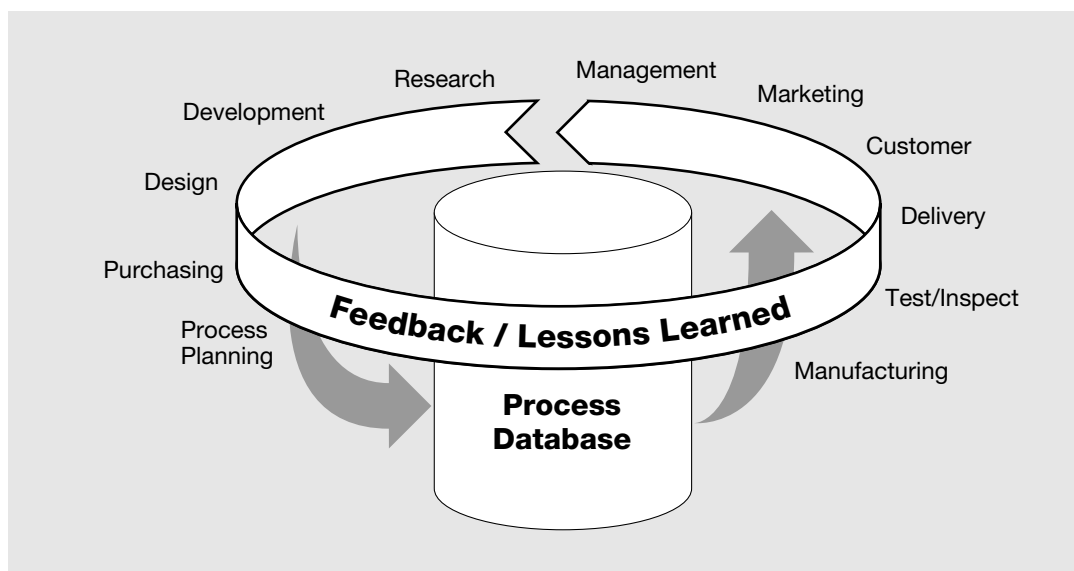 Research
Management
Development
Marketing
Customer
Design
Delivery
Purchasing
Test/Inspect
Feedback / Lessons Learned
Process
Planning
Manufacturing
Process
Database